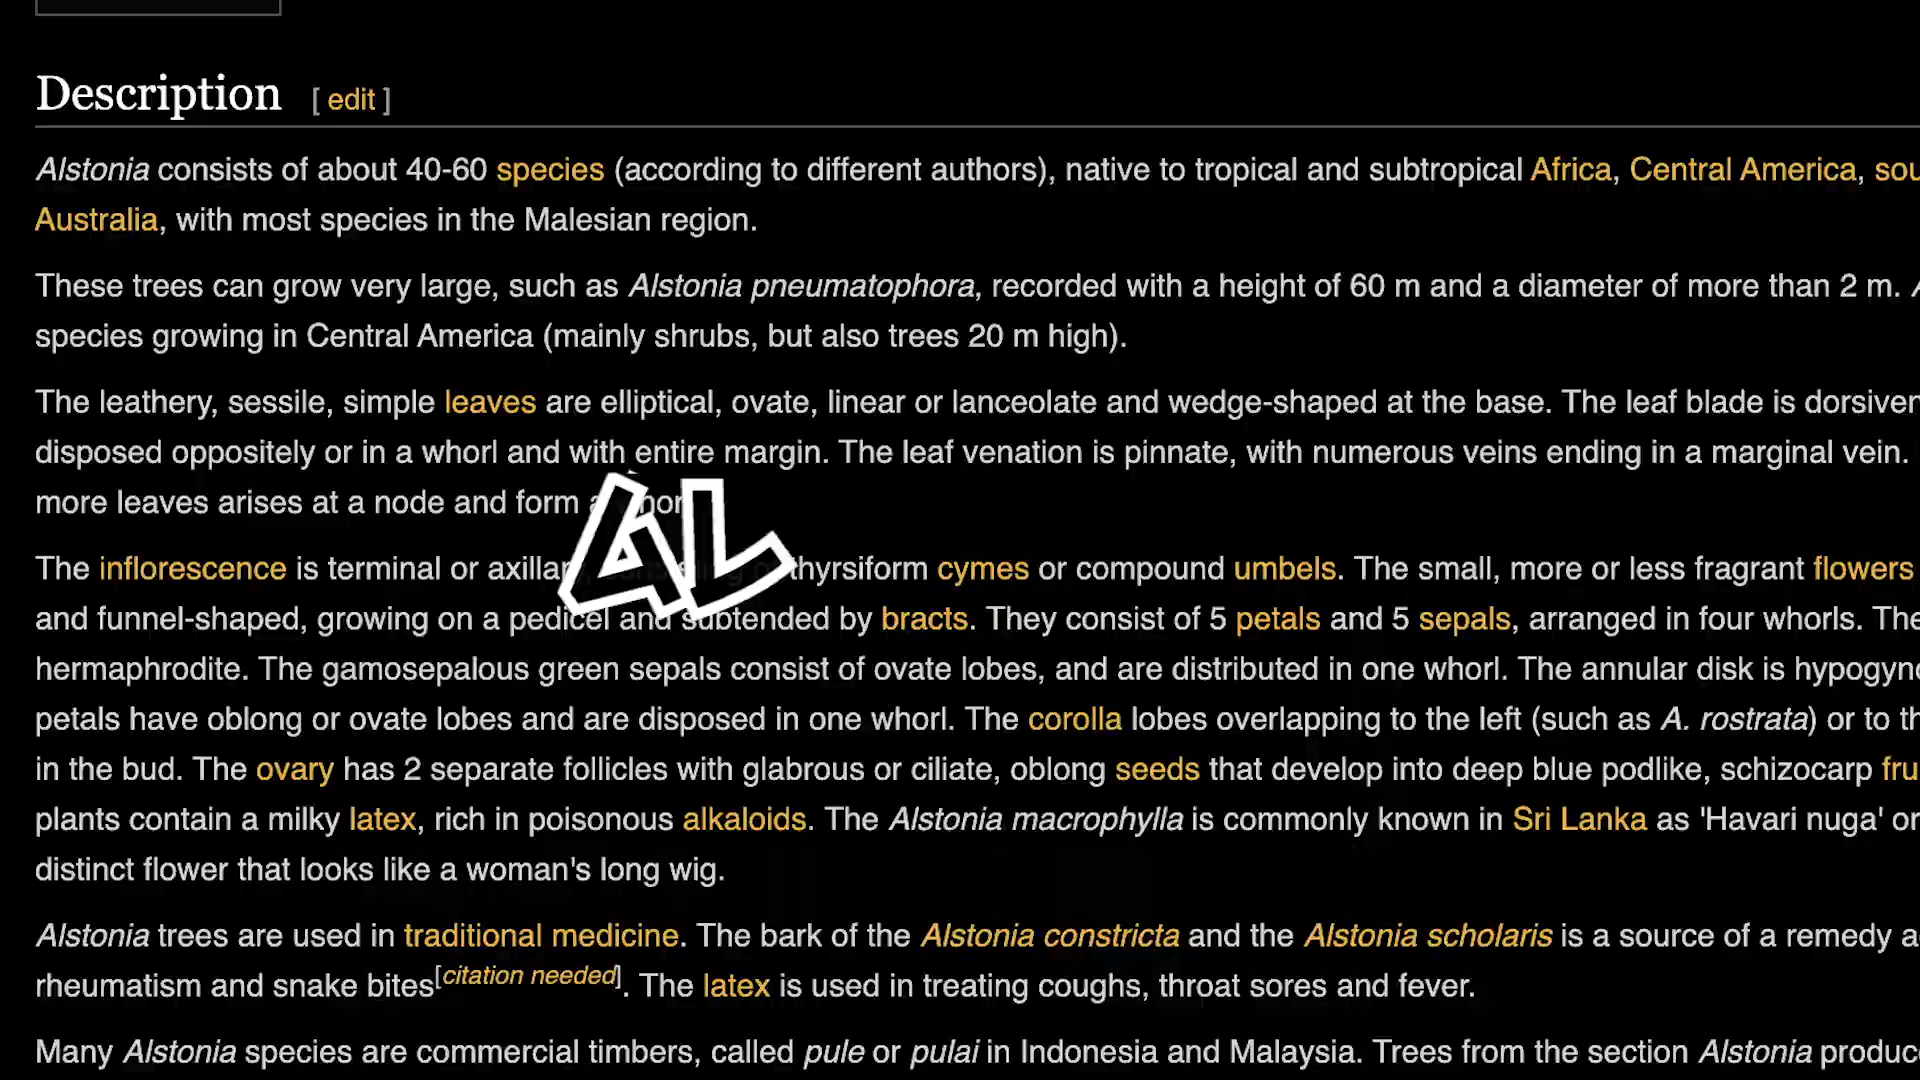 Description [ edit ]
Alstonia consists of about 40-60 species (according to different authors), native to tropical and subtropical Africa, Central America,
Australia, with most species in the Malesian region.
These trees can grow very large, such as Alstonia pneumatophora, recorded with a height of 60 m and a diameter of more than 2 m.
species growing in Central America (mainly shrubs, but also trees 20 m high).
The leathery, sessile, simple leaves are elliptical, ovate, linear or lanceolate and wedge-shaped at the base. The leaf blade is
disposed oppositely or in a whorl and with entire margin. The leaf venation is pinnate, with numerous veins ending in a marginal vein.
more leaves arises at a node and form
AL
The inflorescence is terminal or axillary, thyrsiform cymes or compound umbels. The small, more or less fragrant flowers
and funnel-shaped, growing on a pedicel and subtended by bracts. They consist of 5 petals and 5 sepals, arranged in four whorls. The
hermaphrodite. The gamosepalous green sepals consist of ovate lobes, and are distributed in one whorl. The annular disk is
petals have oblong or ovate lobes and are disposed in one whorl. The corolla lobes overlapping to the left (such as A. rostrata) or to
in the bud. The ovary has 2 separate follicles with glabrous or ciliate, oblong seeds that develop into deep blue podlike, schizocarp
plants contain a milky latex, rich in poisonous alkaloids. The Alstonia macrophylla is commonly known in Sri Lanka as 'Havari nuga' or
distinct flower that looks like a woman's long wig.
Alstonia trees are used in traditional medicine. The bark of the Alstonia constricta and the Alstonia scholaris is a source of a remedy
rheumatism and snake bites[citation needed]. The latex is used in treating coughs, throat sores and fever.
Many Alstonia species are commercial timbers, called pule or pulai in Indonesia and Malaysia. Trees from the section Alstonia